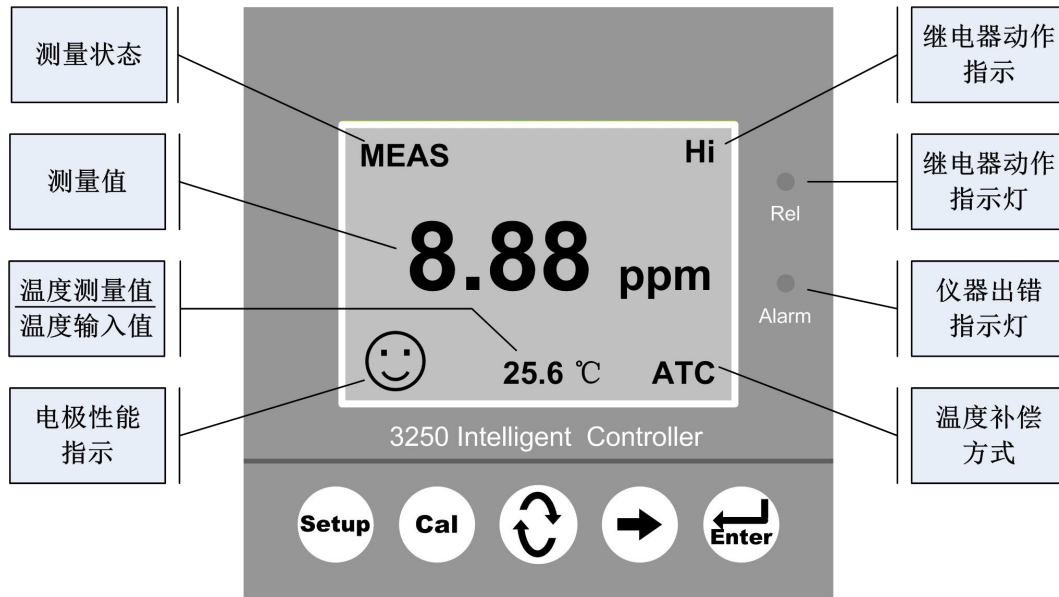 测量状态
测量值
温度测量值
温度输入值
电极性能
指示
MEAS
Hi
8.88 ppm
25.6 ℃
ATC
Rel
Alarm
3250 Intelligent Controller
Setup
Cal
Enter
继电器动作
指示
继电器动作
指示灯
仪器出错
指示灯
温度补偿
方式